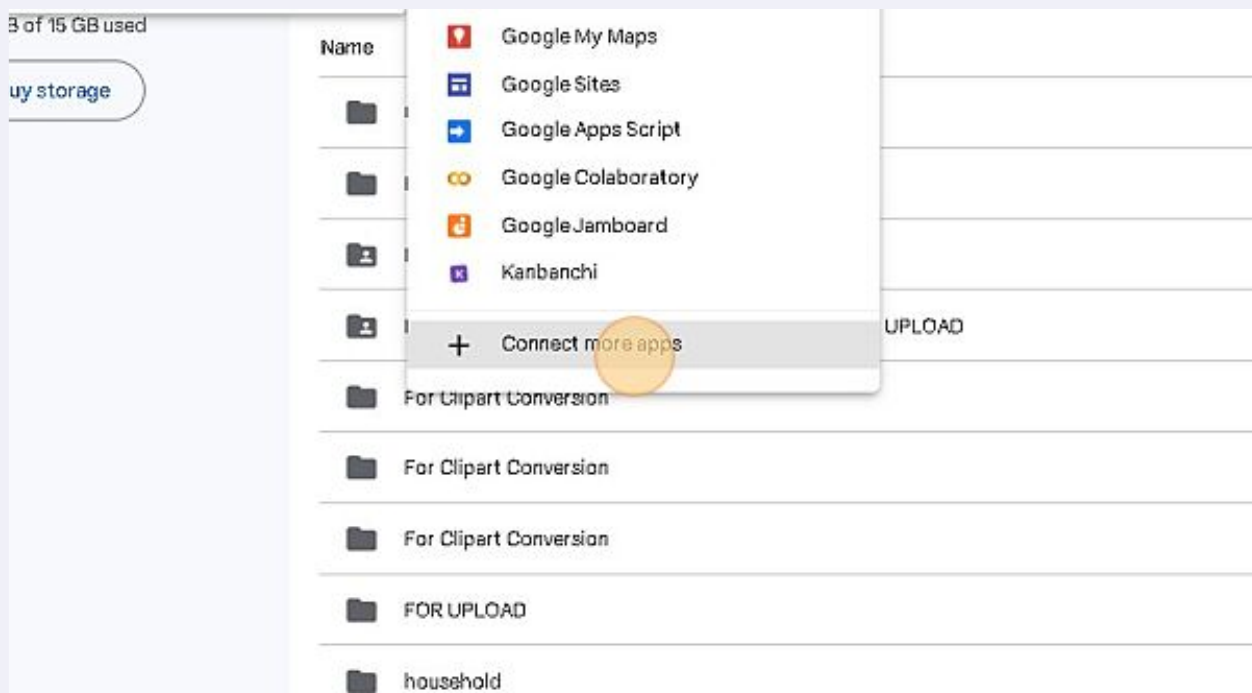 B of 15 GB used
uy storage
Name
Google My Maps
Google Sites
Google Apps Script
Google Colaboratory
Google Jamboard
Kanbanchi
+ Connect more apps
UPLOAD
For Clipart Conversion
For Clipart Conversion
For Clipart Conversion
FOR UPLOAD
household